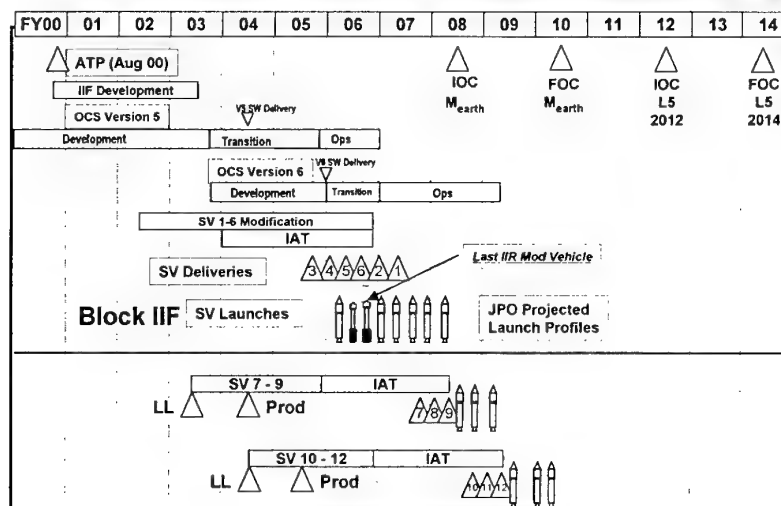 FY00 01 02 03 04 05 06 07 08 09 10 11 12 13 14
ATP (Aug 00)
IIF Development
IOC
M earth
FOC
M earth
IOC
L5
2012
FOC
L5
2014
OCS Version 5
V5 SW Delivery
Development Transition Ops
OCS Version 6
V6 SW Delivery
Development Transition Ops
SV 1-6 Modification
IAT
SV Deliveries
3 4 5 6 2 1
Last IIR Mod Vehicle
Block IIF
SV Launches
JPO Projected
Launch Profiles
SV 7 - 9 IAT
LL Prod
7 8 9
SV 10 - 12 IAT
LL Prod
10 11 12